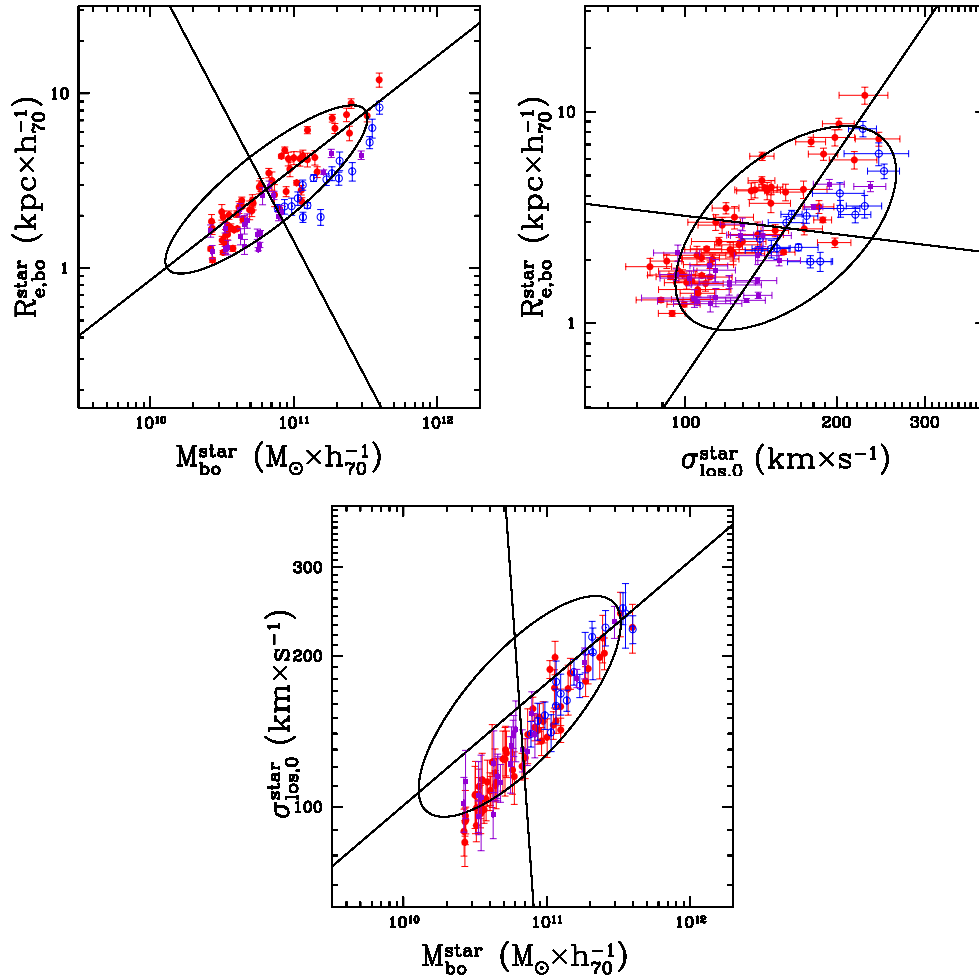 10
1
R^star_e,bo (kpc×h^-1_70)
10^10 10^11 10^12
M^star_bo (M_⊙×h^-1_70)
10
1
R^star_e,bo (kpc×h^-1_70)
100 200 300
σ^star_los,0 (km×s^-1)
300
200
100
σ^star_los,0 (km×s^-1)
10^10 10^11 10^12
M^star_bo (M_⊙×h^-1_70)